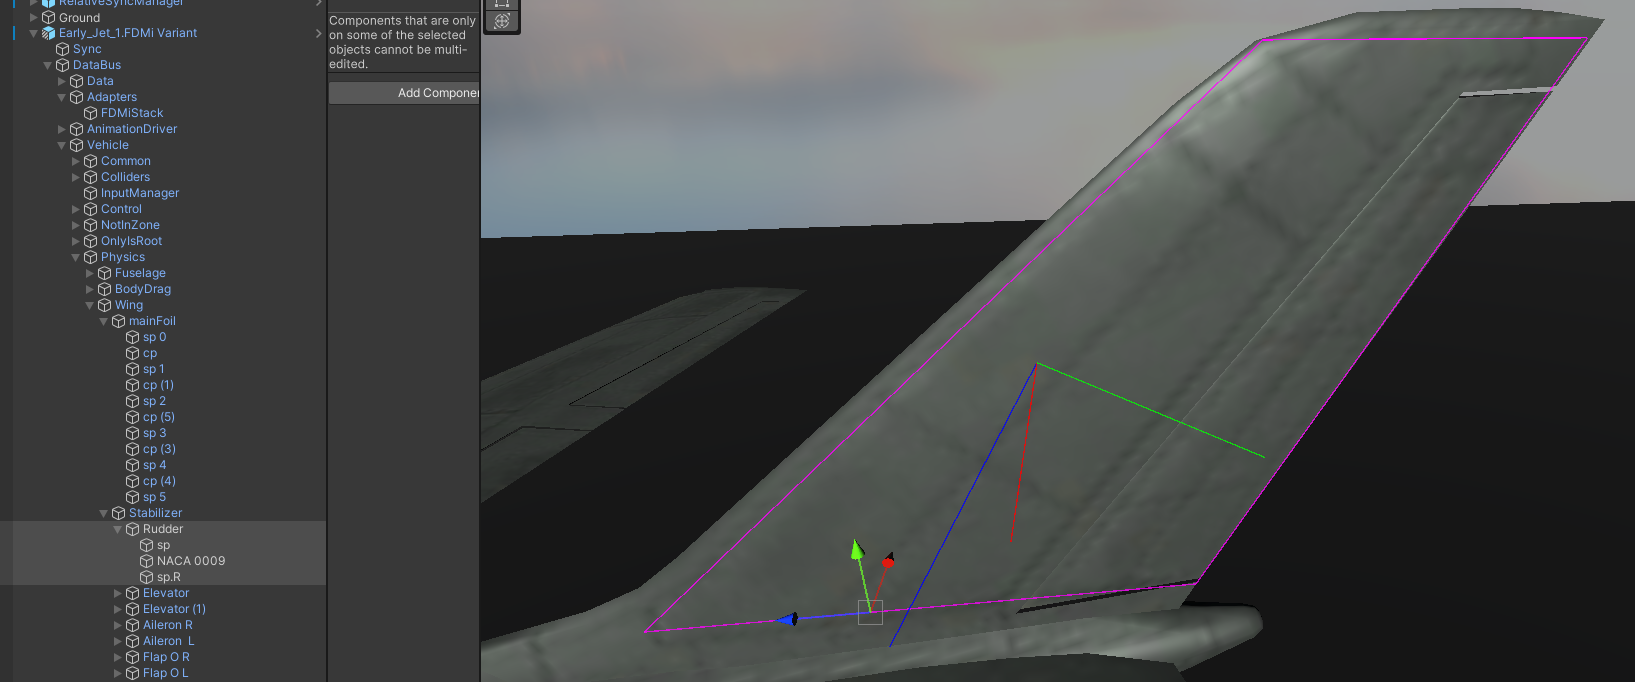 RelativeSyncManager
Ground
Early_Jet_1.FDMi Variant
Sync
DataBus
Data
Adapters
FDMiStack
AnimationDriver
Vehicle
Common
Colliders
InputManager
Control
NotInZone
OnlyIsRoot
Physics
Fuselage
BodyDrag
Wing
mainFoil
sp 0
cp
sp 1
cp (1)
sp 2
cp (5)
sp 3
cp (3)
sp 4
cp (4)
sp 5
Stabilizer
Rudder
sp
NACA 0009
sp.R
Elevator
Elevator (1)
Aileron R
Aileron  L
Flap O R
Flap O L
Components that are only
on some of the selected
objects cannot be multi-
edited.
Add Componen